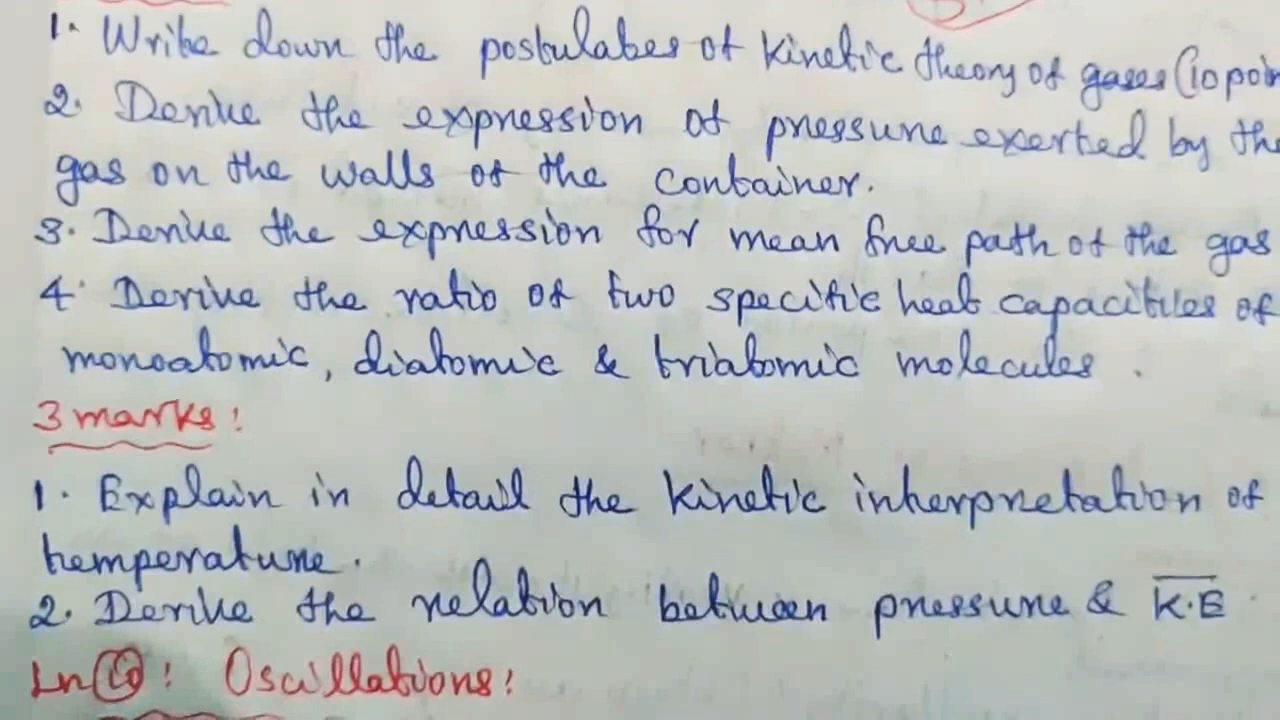 1. Write down the postulates of kinetic theory of gases (10 poin
2. Derive the expression of pressure exerted by the
gas on the walls of the container.
3. Derive the expression for mean free path of the gas
4. Derive the ratio of two specific heat capacities of
monoatomic, diatomic & triatomic molecules.
3 marks:
1. Explain in detail the kinetic interpretation of
temperature.
2. Derive the relation between pressure & K.E
Ln 10: Oscillations: